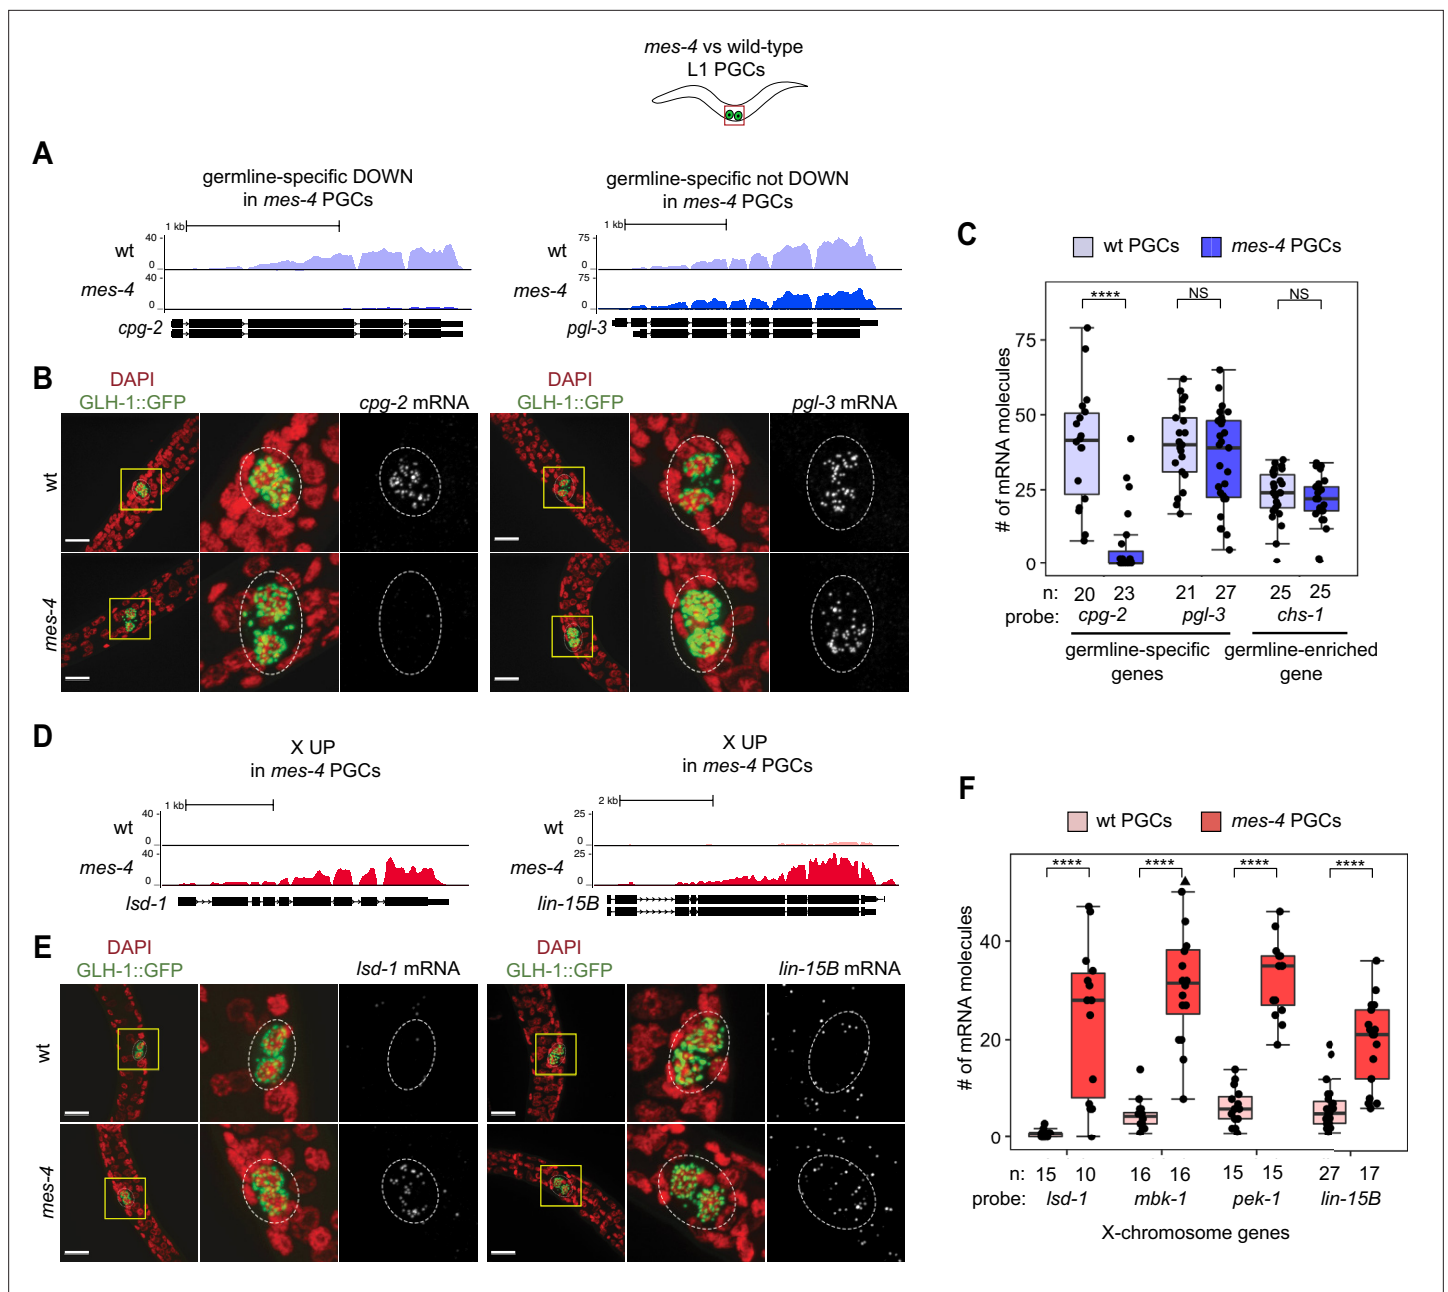 mes-4 vs wild-type
L1 PGCs
A
germline-specific DOWN
in mes-4 PGCs
1 kb
wt
40
0
mes-4
40
0
cpg-2
germline-specific not DOWN
in mes-4 PGCs
1 kb
wt
75
0
mes-4
75
0
pgl-3
B
DAPI
GLH-1::GFP
cpg-2 mRNA
DAPI
GLH-1::GFP
pgl-3 mRNA
wt
mes-4
C
wt PGCs
mes-4 PGCs
****
NS
NS
# of mRNA molecules
75
50
25
0
n: 20 23 21 27 25 25
probe: cpg-2 pgl-3 chs-1
germline-specific
genes
germline-enriched
gene
D
X UP
in mes-4 PGCs
1 kb
wt
40
0
mes-4
40
0
lsd-1
X UP
in mes-4 PGCs
2 kb
wt
25
0
mes-4
25
0
lin-15B
E
DAPI
GLH-1::GFP
lsd-1 mRNA
DAPI
GLH-1::GFP
lin-15B mRNA
wt
mes-4
F
wt PGCs
mes-4 PGCs
****
****
****
****
# of mRNA molecules
40
20
0
n: 15 10 16 16 15 15 27 17
probe: lsd-1 mbk-1 pek-1 lin-15B
X-chromosome genes